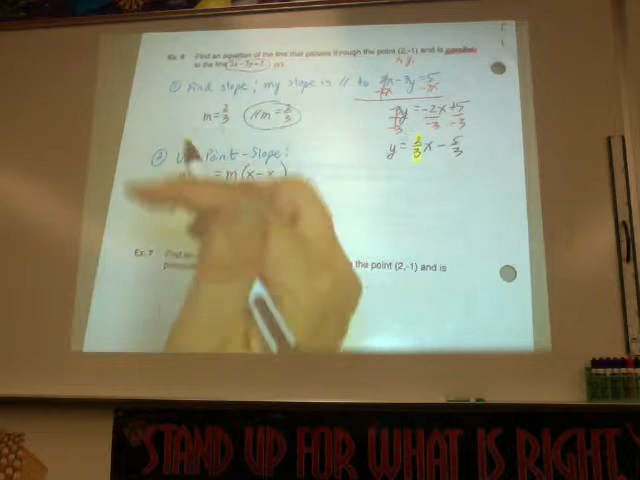 Ex. 6 Find an equation of the line that passes through the point (2,-1) and is parallel
to the line 2x-3y=5
x, y,
① Find slope; my slope is // to 2x-3y=5
-2x -2x
m=2/3 //m=2/3
-3y = -2x+5
-3 -3 -3
y = 2/3 x - 5/3
② Use Point-Slope:
= m(x-x )
Ex. 7 Find the point (2,-1) and is
STAND UP FOR WHAT IS RIGHT